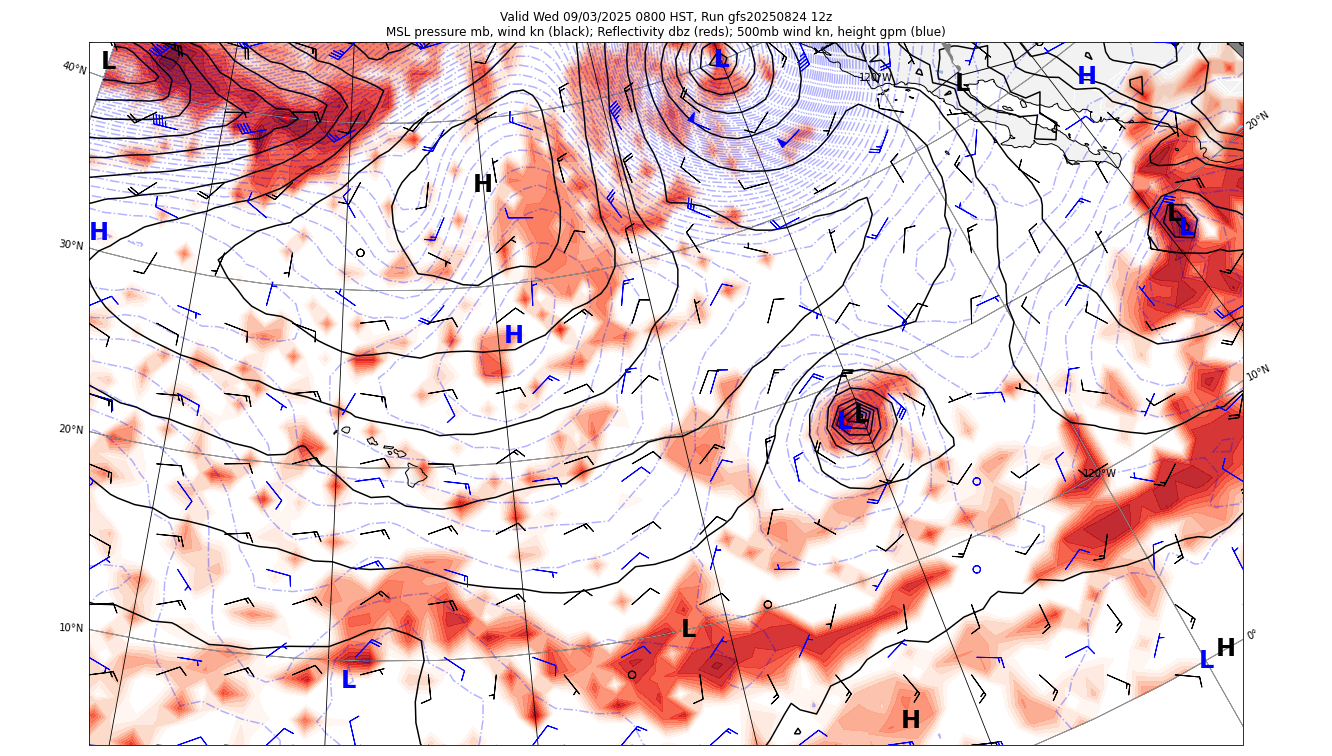 Valid Wed 09/03/2025 0800 HST, Run gfs20250824 12z
MSL pressure mb, wind kn (black); Reflectivity dbz (reds); 500mb wind kn, height gpm (blue)
L
L
40°N
120°W
L
H
20°N
H
L
L
H
30°N
H
10°N
L
L
20°N
120°W
10°N
L
0°
H
L
L
H